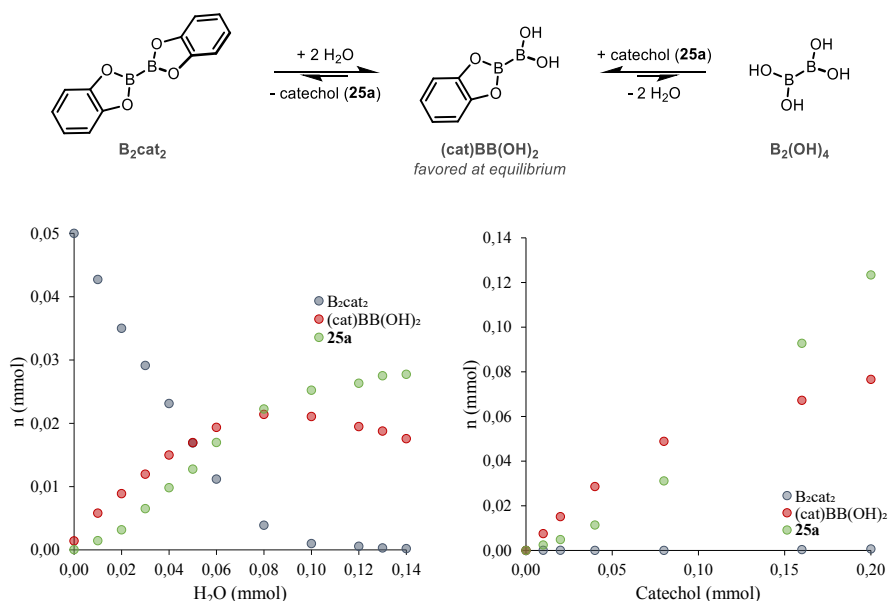 O
O
B
B
O
O
+ 2 H₂O
- catechol (25a)
OH
B
OH
O
B
O
+ catechol (25a)
- 2 H₂O
OH
HO
B
B
OH
OH
B₂cat₂
(cat)BB(OH)₂
favored at equilibrium
B₂(OH)₄
0,05
0,04
0,03
0,02
0,01
0,00
n (mmol)
B₂cat₂
(cat)BB(OH)₂
25a
0,00 0,02 0,04 0,06 0,08 0,10 0,12 0,14
H₂O (mmol)
0,14
0,12
0,10
0,08
0,06
0,04
0,02
0,00
n (mmol)
B₂cat₂
(cat)BB(OH)₂
25a
0,00 0,05 0,10 0,15 0,20
Catechol (mmol)